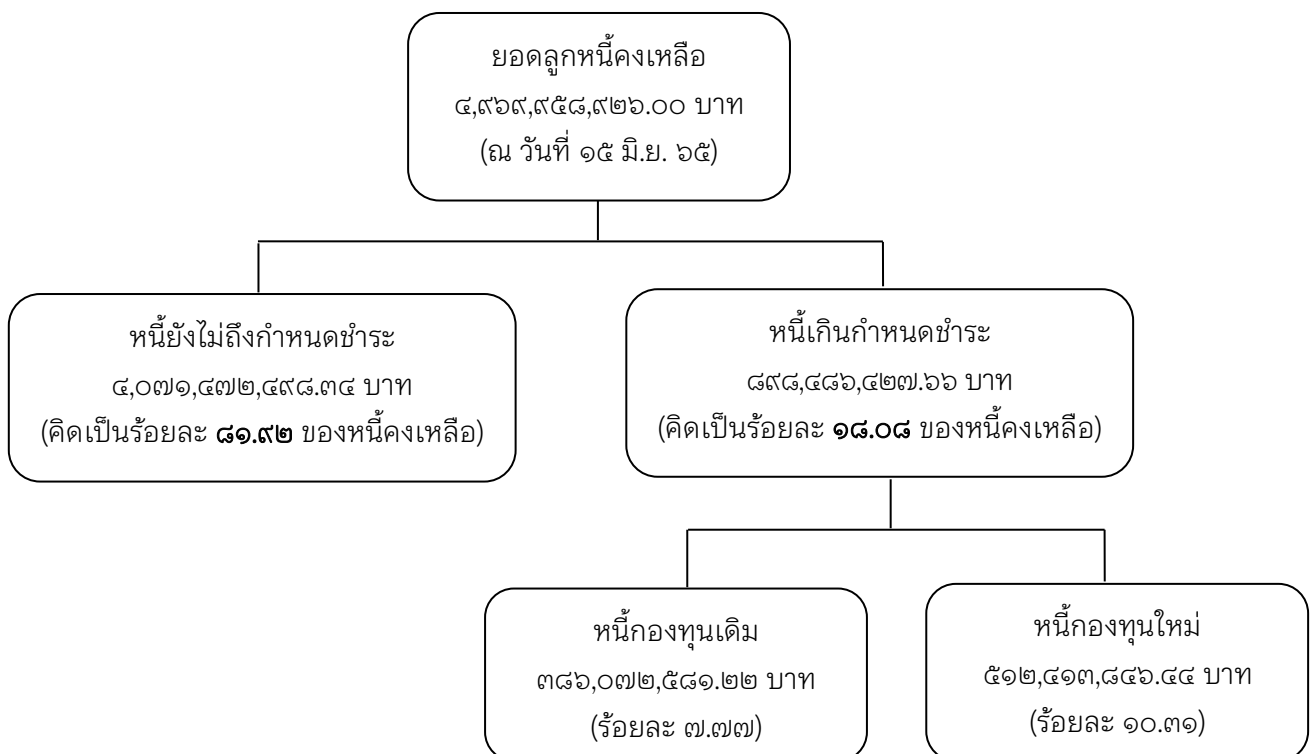 ยอดลูกหนี้คงเหลือ
๔,๙๖๙,๙๕๘,๙๒๖.๐๐ บาท
(ณ วันที่ ๑๕ มิ.ย. ๖๕)
หนี้ยังไม่ถึงกำหนดชำระ
๔,๐๗๑,๔๗๒,๔๙๘.๓๔ บาท
(คิดเป็นร้อยละ ๘๑.๙๒ ของหนี้คงเหลือ)
หนี้เกินกำหนดชำระ
๘๙๘,๔๘๖,๔๒๗.๖๖ บาท
(คิดเป็นร้อยละ ๑๘.๐๘ ของหนี้คงเหลือ)
หนี้กองทุนเดิม
๓๘๖,๐๗๒,๕๘๑.๒๒ บาท
(ร้อยละ ๗.๗๗)
หนี้กองทุนใหม่
๕๑๒,๔๑๓,๘๔๖.๔๔ บาท
(ร้อยละ ๑๐.๓๑)